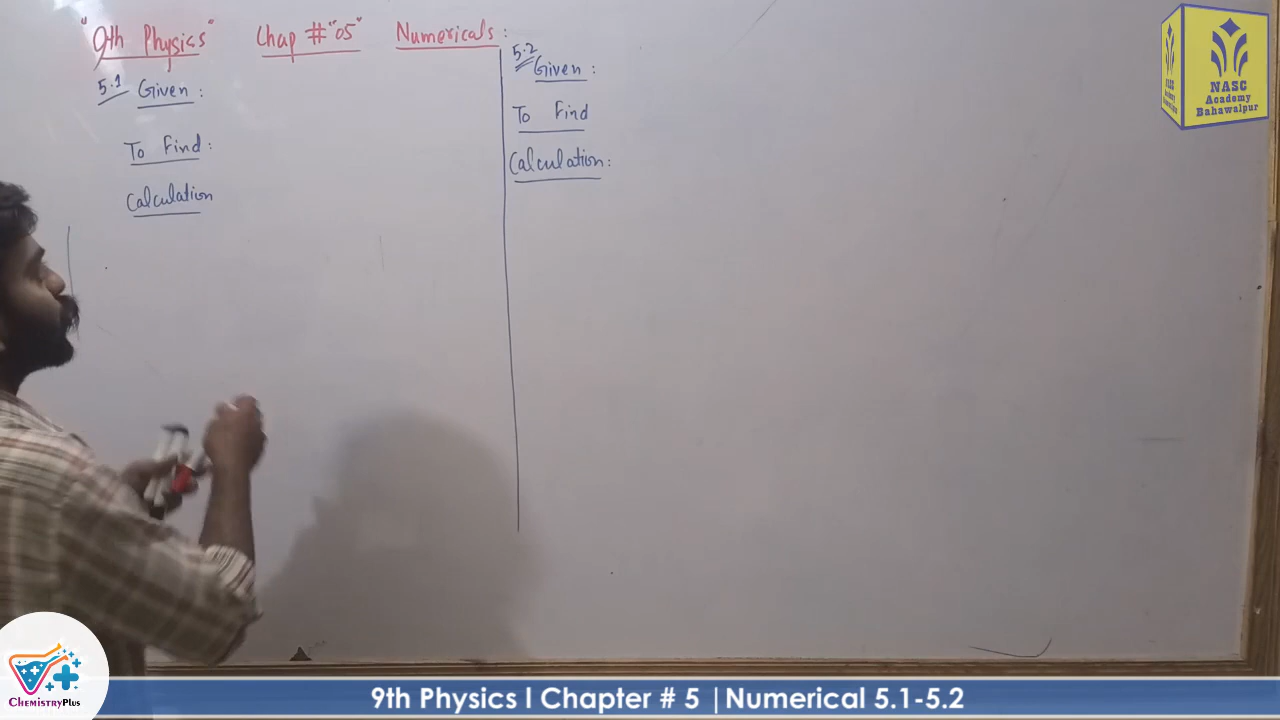 "9th Physics" Chap # "05" Numericals:
5.1 Given:
To Find:
Calculation
5.2 Given:
To Find
Calculation:
NASC
Academy
Bahawalpur
ChemistryPlus
9th Physics | Chapter # 5 | Numerical 5.1-5.2